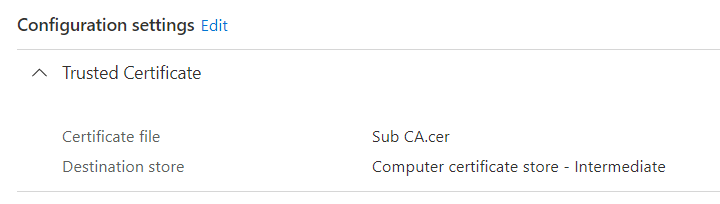 Configuration settings Edit
Trusted Certificate
Certificate file Sub CA.cer
Destination store Computer certificate store - Intermediate